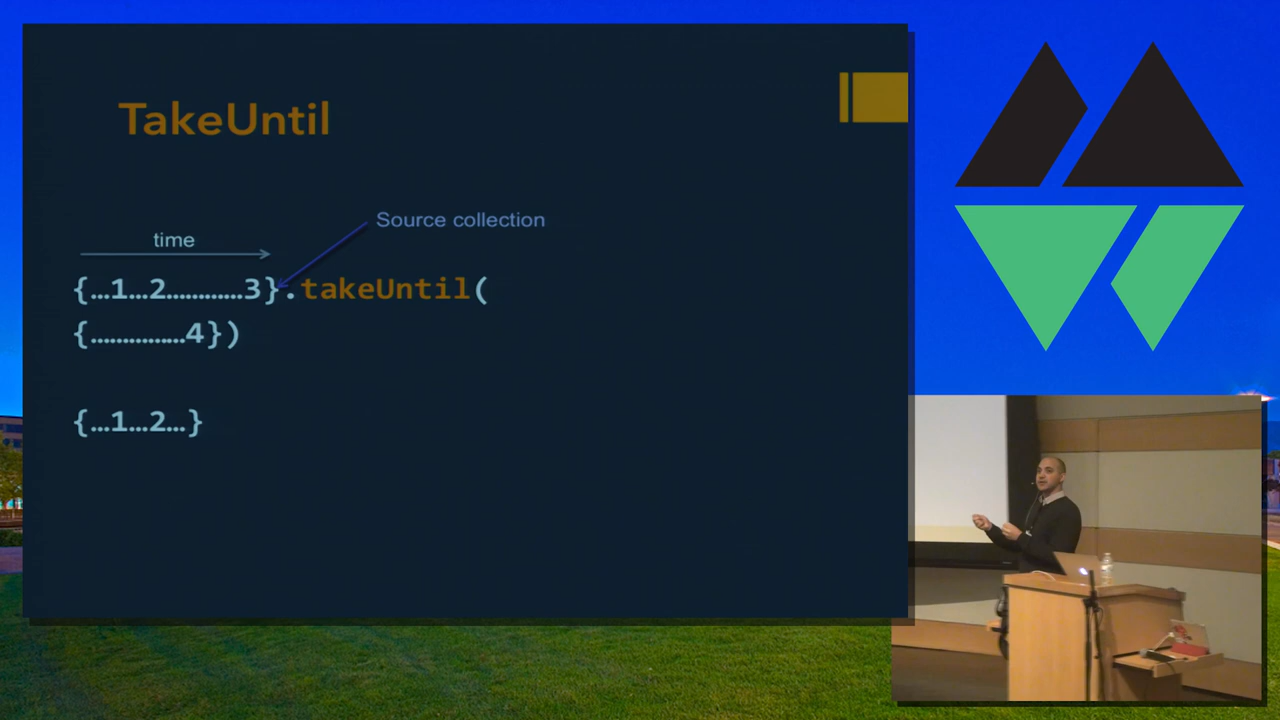 TakeUntil
Source collection
time
{…1…2…………3}.takeUntil(
{……………4})
{…1…2…}